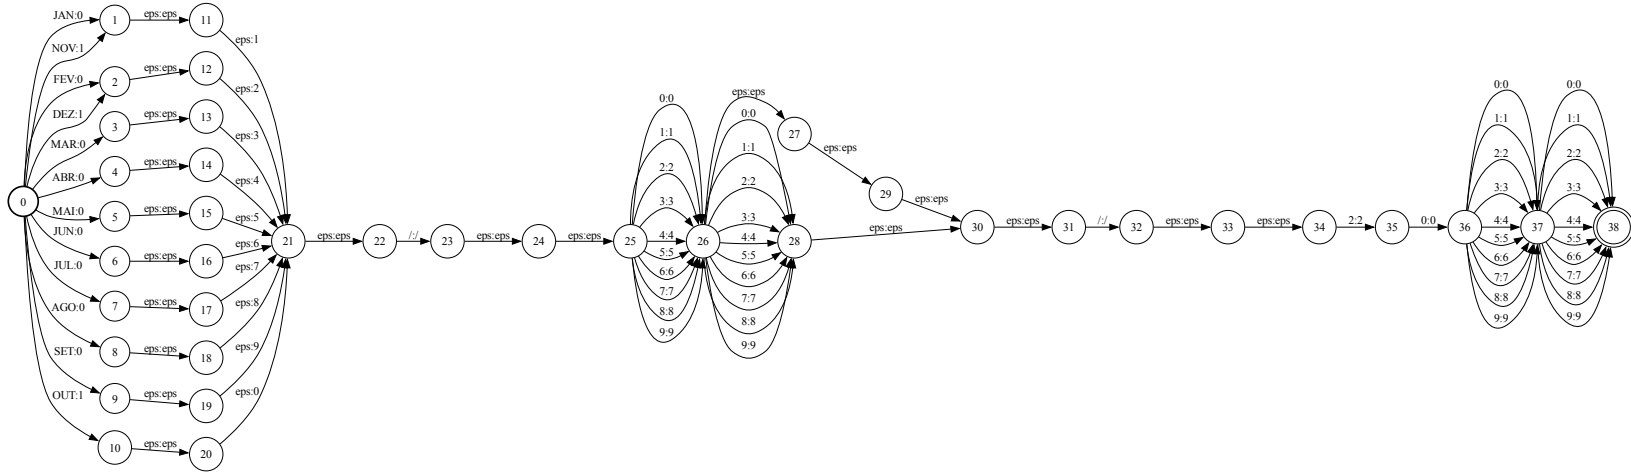 0
JAN:0
NOV:1
FEV:0
DEZ:1
MAR:0
ABR:0
MAI:0
JUN:0
JUL:0
AGO:0
SET:0
OUT:1
1
eps:eps
11
eps:1
2
eps:eps
12
eps:2
3
eps:eps
13
eps:3
4
eps:eps
14
eps:4
5
eps:eps
15
eps:5
6
eps:eps
16
eps:6
7
eps:eps
17
eps:7
8
eps:eps
18
eps:8
9
eps:eps
19
eps:9
10
eps:eps
20
eps:0
21
eps:eps
22
/:/
23
eps:eps
24
eps:eps
25
0:0
1:1
2:2
3:3
4:4
5:5
6:6
7:7
8:8
9:9
26
eps:eps
27
0:0
1:1
2:2
3:3
4:4
5:5
6:6
7:7
8:8
9:9
28
eps:eps
29
eps:eps
eps:eps
30
eps:eps
31
/:/
32
eps:eps
33
eps:eps
34
2:2
35
0:0
36
0:0
1:1
2:2
3:3
4:4
5:5
6:6
7:7
8:8
9:9
37
0:0
1:1
2:2
3:3
4:4
5:5
6:6
7:7
8:8
9:9
38